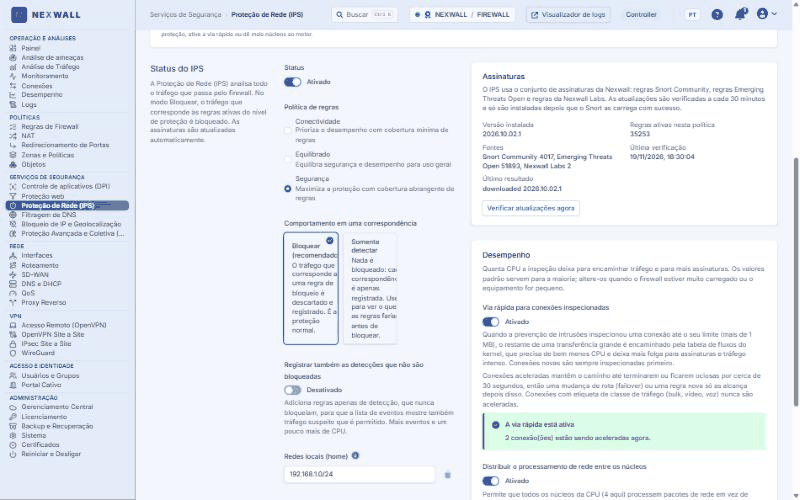 NEXWALL
Serviços de Segurança › Proteção de Rede (IPS)
Buscar Ctrl K
NEXWALL / FIREWALL
Visualizador de logs
Controller
PT
proteção, ative a via rápida ou dê mais núcleos ao motor.
OPERAÇÃO E ANÁLISES
Painel
Análise de ameaças
Análise de Tráfego
Monitoramento
Conexões
Desempenho
Logs
POLÍTICAS
Regras de Firewall
NAT
Redirecionamento de Portas
Zonas e Políticas
Objetos
SERVIÇOS DE SEGURANÇA
Controle de aplicativos (DPI)
Proteção web
Proteção de Rede (IPS)
Filtragem de DNS
Bloqueio de IP e Geolocalização
Proteção Avançada e Coletiva (...
REDE
Interfaces
Roteamento
SD-WAN
DNS e DHCP
QoS
Proxy Reverso
VPN
Acesso Remoto (OpenVPN)
OpenVPN Site a Site
IPsec Site a Site
WireGuard
ACESSO E IDENTIDADE
Usuários e Grupos
Portal Cativo
ADMINISTRAÇÃO
Gerenciamento Central
Licenciamento
Backup e Recuperação
Sistema
Certificados
Reiniciar e Desligar
Status do IPS
A Proteção de Rede (IPS) analisa todo
o tráfego que passa pelo firewall. No
modo Bloquear, o tráfego que
corresponde às regras ativas do nível
de proteção é bloqueado. As
assinaturas são atualizadas
automaticamente.
Status
Ativado
Política de regras
Conectividade
Prioriza o desempenho com cobertura mínima de
regras
Equilibrado
Equilibra segurança e desempenho para uso geral
Segurança
Maximiza a proteção com cobertura abrangente de
regras
Comportamento em uma correspondência
Bloquear
(recomendado
O tráfego que
corresponde a
uma regra de
bloqueio é
descartado e
registrado. É a
proteção
normal.
Somente
detectar
Nada é
bloqueado: cad
correspondênc
é apenas
registrada. Use
para ver o que
as regras fariam
antes de
bloquear.
Registrar também as detecções que não são
bloqueadas
Desativado
Adiciona regras apenas de detecção, que nunca
bloqueiam, para que a lista de eventos mostre também
tráfego suspeito que é permitido. Mais eventos e um
pouco mais de CPU.
Redes locais (home)
192.168.1.0/24
Assinaturas
O IPS usa o conjunto de assinaturas da Nexwall: regras Snort Community, regras Emerging
Threats Open e regras da Nexwall Labs. As atualizações são verificadas a cada 30 minutos
e só são instaladas depois que o Snort as carrega com sucesso.
Versão instalada
2026.10.02.1
Regras ativas nesta política
35253
Fontes
Snort Community 4017, Emerging Threats
Open 51893, Nexwall Labs 2
Última verificação
19/11/2026, 18:30:04
Último resultado
downloaded 2026.10.02.1
Verificar atualizações agora
Desempenho
Quanta CPU a inspeção deixa para encaminhar tráfego e para mais assinaturas. Os valores
padrão servem para a maioria; altere-os quando o firewall estiver muito carregado ou o
equipamento for pequeno.
Via rápida para conexões inspecionadas
Ativado
Quando a prevenção de intrusões inspecionou uma conexão até o seu limite (mais de 1
MB), o restante de uma transferência grande é encaminhado pela tabela de fluxos do
kernel, que precisa de bem menos CPU e deixa mais folga para assinaturas e tráfego
intenso. Conexões novas são sempre inspecionadas primeiro.
Conexões aceleradas mantêm o caminho até terminarem ou ficarem ociosas por cerca de
30 segundos, então uma mudança de rota (failover) ou uma regra nova só as alcança
depois disso. Conexões com etiqueta de classe de tráfego (bulk, video, voz) nunca são
aceleradas.
A via rápida está ativa
2 conexão(ões) estão sendo aceleradas agora.
Distribuir o processamento de rede entre os núcleos
Ativado
Permite que todos os núcleos da CPU (4 aqui) processem pacotes de rede em vez de